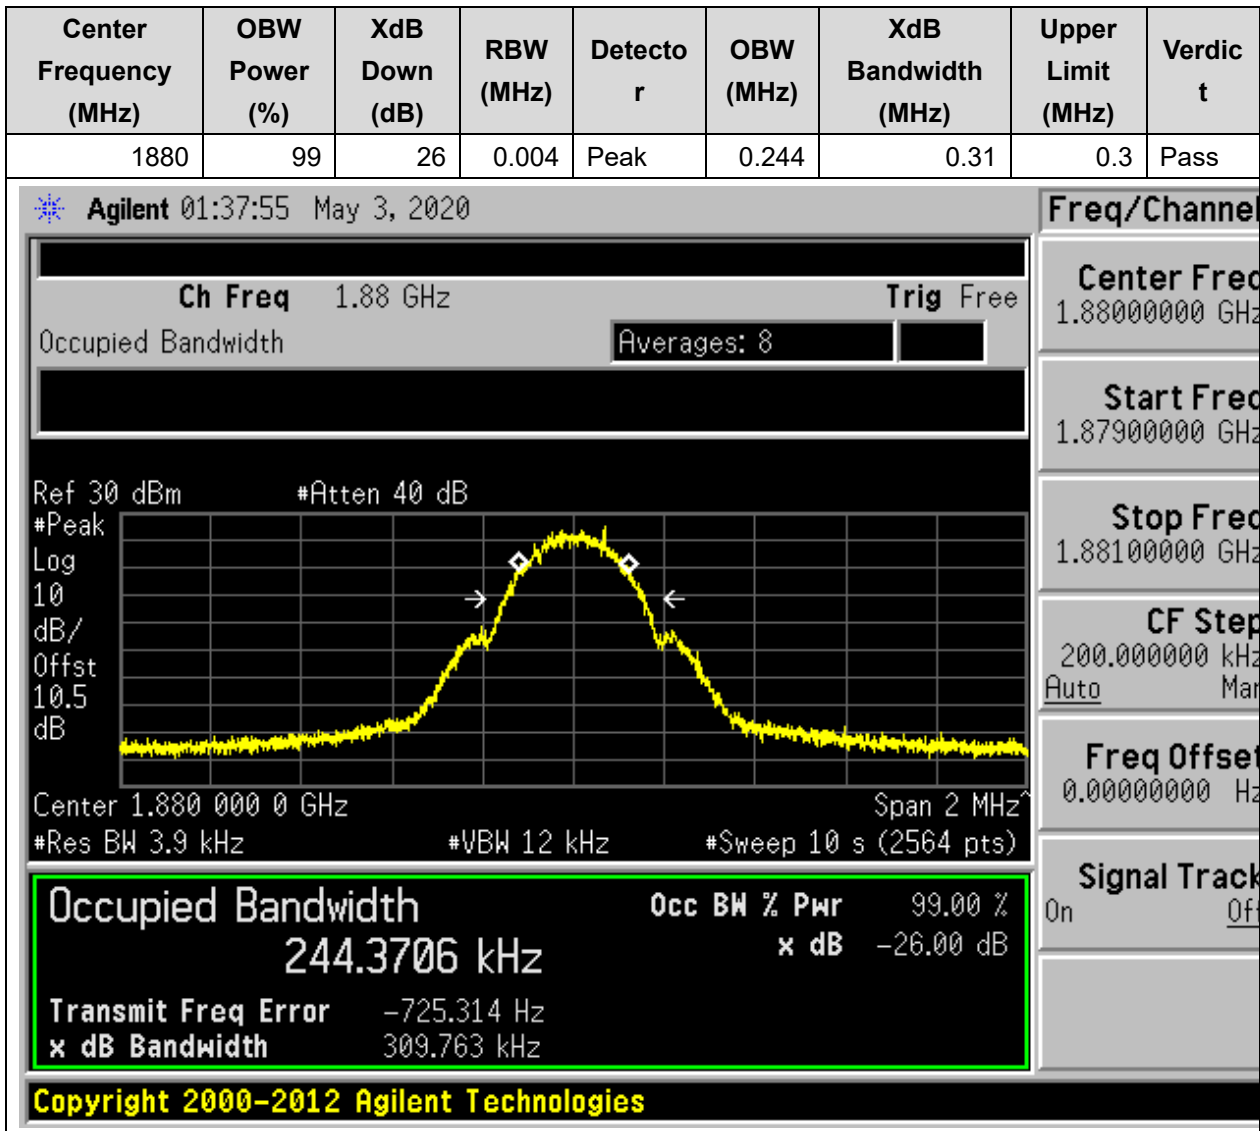 Center Frequency (MHz) OBW Power (%) XdB Down (dB) RBW (MHz) Detecto r OBW (MHz) XdB Bandwidth (MHz) Upper Limit (MHz) Verdic t
1880 99 26 0.004 Peak 0.244 0.31 0.3 Pass
Agilent 01:37:55 May 3, 2020
Freq/Channel
Ch Freq 1.88 GHz Trig Free
Occupied Bandwidth Averages: 8
Center Freq
1.88000000 GHz
Start Freq
1.87900000 GHz
Stop Freq
1.88100000 GHz
CF Step
200.000000 kHz
Auto Man
Freq Offset
0.00000000 Hz
Signal Track
On Off
Ref 30 dBm #Atten 40 dB
#Peak
Log
10
dB/
Offst
10.5
dB
Center 1.880 000 0 GHz Span 2 MHz^
#Res BW 3.9 kHz #VBW 12 kHz #Sweep 10 s (2564 pts)
Occupied Bandwidth Occ BW % Pwr 99.00 %
244.3706 kHz x dB -26.00 dB
Transmit Freq Error -725.314 Hz
x dB Bandwidth 309.763 kHz
Copyright 2000-2012 Agilent Technologies